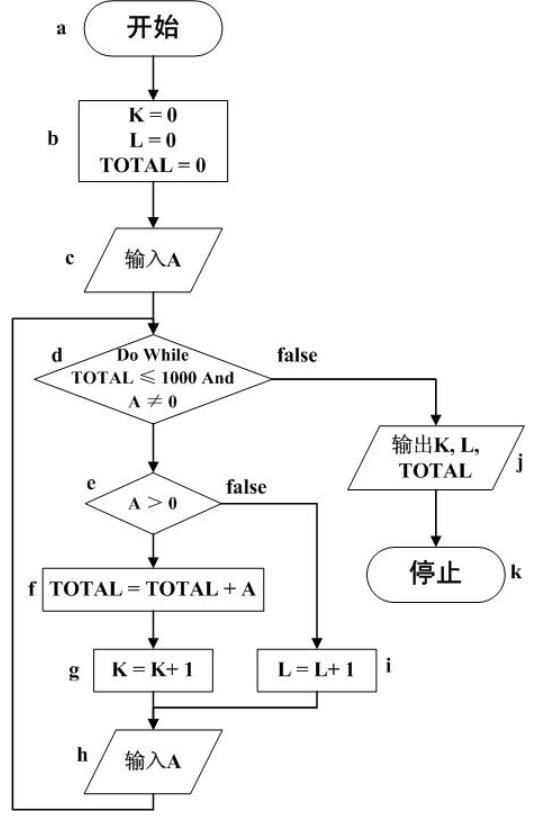 a
开始
b
K = 0
L = 0
TOTAL = 0
c
输入A
d
Do While
TOTAL ≤ 1000 And
A ≠ 0
false
e
A > 0
false
输出K, L,
TOTAL
j
f
TOTAL = TOTAL + A
停止
k
g
K = K+ 1
L = L+ 1
i
h
输入A